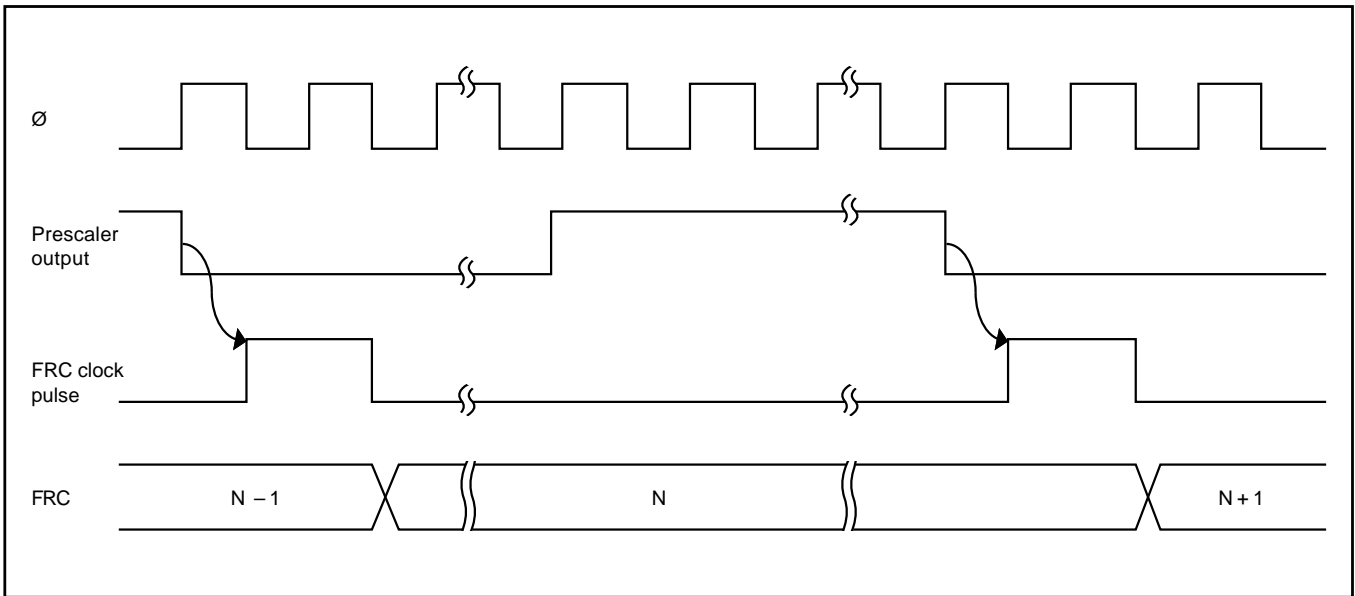 Ø
Prescaler
output
FRC clock
pulse
FRC
N – 1
N
N + 1